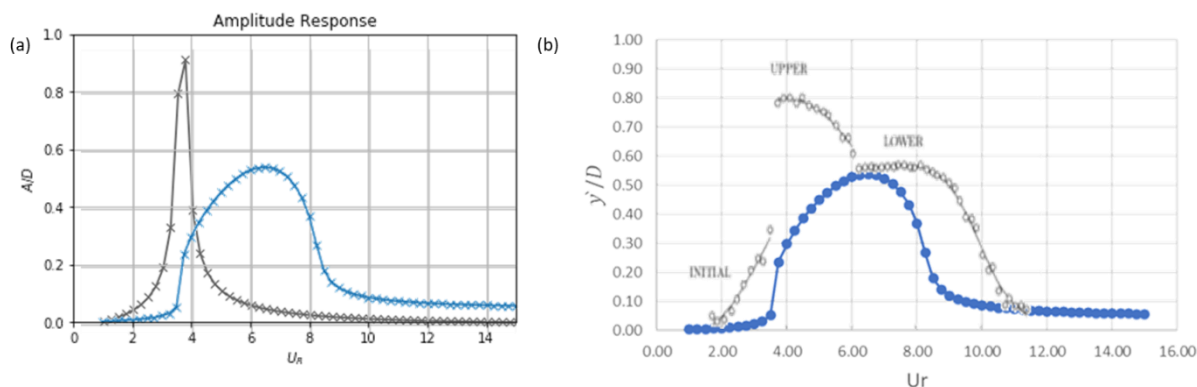 Amplitude Response
(a)
1.0
0.8
0.6
0.4
0.2
0.0
A/D
0 2 4 6 8 10 12 14
U_R
(b)
1.00
0.90
0.80
0.70
0.60
0.50
0.40
0.30
0.20
0.10
0.00
y`/D
UPPER
LOWER
INITIAL
0.00 2.00 4.00 6.00 8.00 10.00 12.00 14.00 16.00
Ur